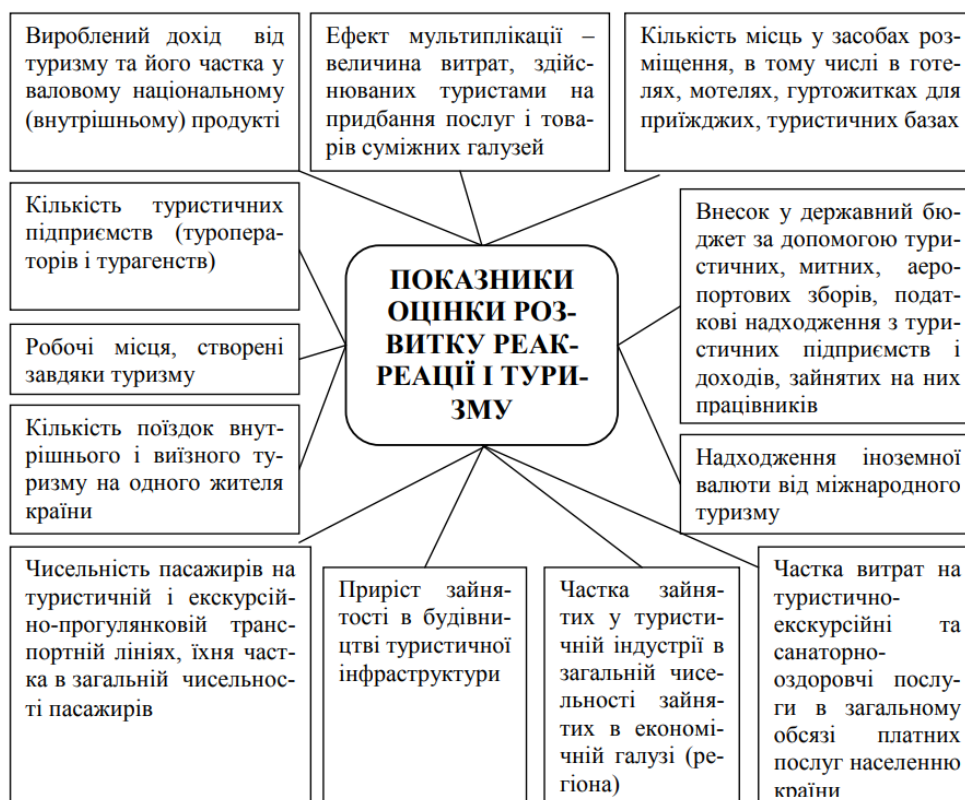 Вироблений дохід від
туризму та його частка у
валовому національному
(внутрішньому) продукті
Ефект мультиплікації –
величина витрат, здійс-
нюваних туристами на
придбання послуг і това-
рів суміжних галузей
Кількість місць у засобах роз-
міщення, в тому числі в готе-
лях, мотелях, гуртожитках для
приїжджих, туристичних базах
Кількість туристичних
підприємств (туропера-
торів і турагенств)
Робочі місця, створені
завдяки туризму
Кількість поїздок внут-
рішнього і виїзного ту-
ризму на одного жителя
країни
ПОКАЗНИКИ
ОЦІНКИ РОЗ-
ВИТКУ РЕАК-
РЕАЦІЇ І ТУРИ-
ЗМУ
Внесок у державний бю-
джет за допомогою тури-
стичних, митних, аеро-
портових зборів, подат-
кові надходження з тури-
стичних підприємств і
доходів, зайнятих на них
працівників
Надходження іноземної
валюти від міжнародного
туризму
Чисельність пасажирів на
туристичній і екскурсій-
но-прогулянковій транс-
портній лініях, їхня част-
ка в загальній чисельнос-
ті пасажирів
Приріст зайня-
тості в будівни-
цтві туристичної
інфраструктури
Частка зайня-
тих у туристи-
чній індустрії в
загальній чисе-
льності зайня-
тих в економі-
чній галузі (ре-
гіона)
Частка витрат на
туристично-
екскурсійні та
санаторно-
оздоровчі послу-
ги в загальному
обсязі платних
послуг населенню
країни